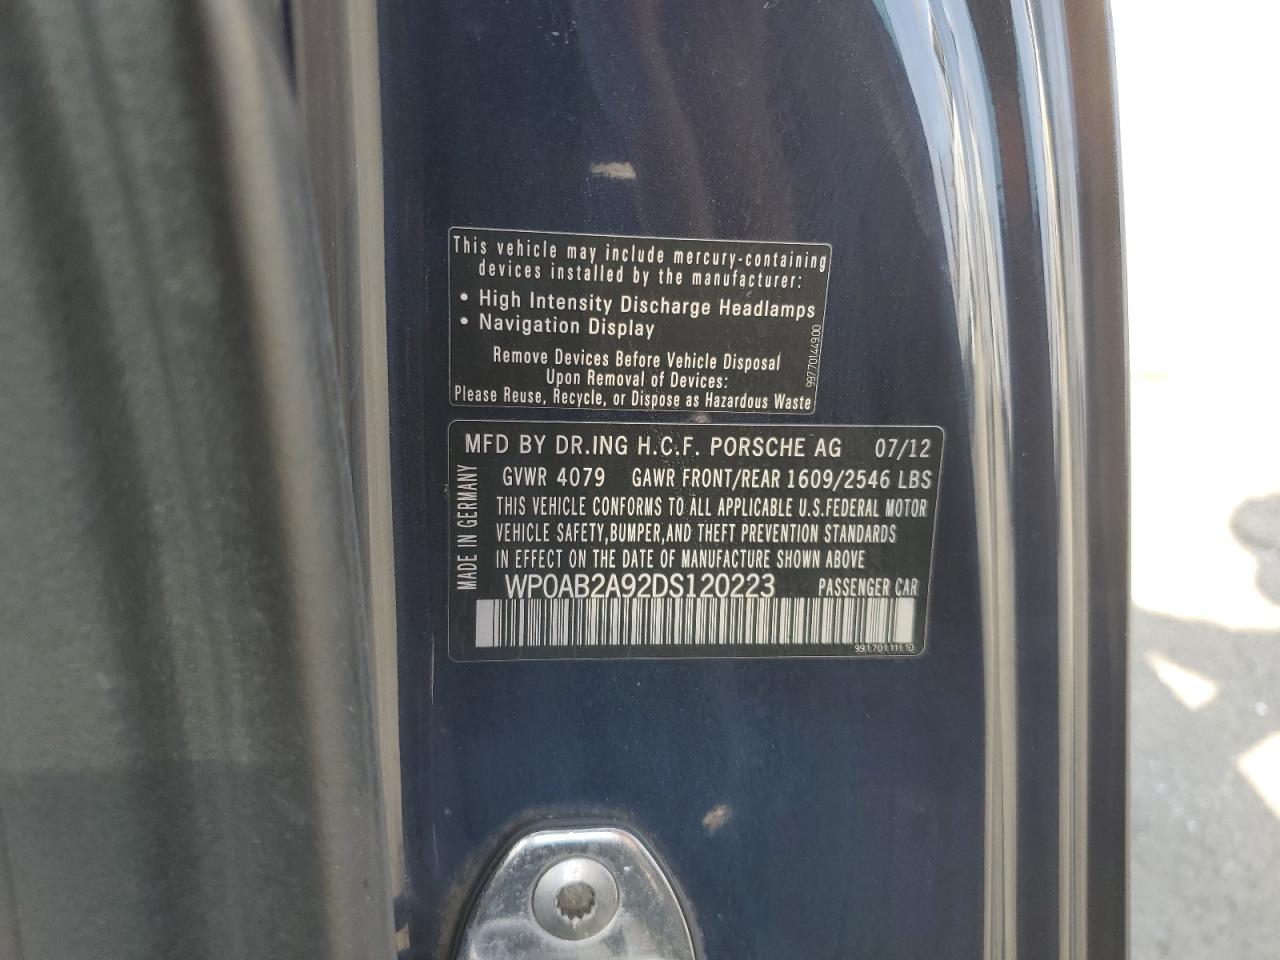 This vehicle may include mercury-containing
devices installed by the manufacturer:
• High Intensity Discharge Headlamps
• Navigation Display
Remove Devices Before Vehicle Disposal
Upon Removal of Devices:
Please Reuse, Recycle, or Dispose as Hazardous Waste
997.701.449.00
MFD BY DR.ING H.C.F. PORSCHE AG 07/12
GVWR 4079 GAWR FRONT/REAR 1609/2546 LBS
THIS VEHICLE CONFORMS TO ALL APPLICABLE U.S.FEDERAL MOTOR
VEHICLE SAFETY,BUMPER,AND THEFT PREVENTION STANDARDS
IN EFFECT ON THE DATE OF MANUFACTURE SHOWN ABOVE
WP0AB2A92DS120223 PASSENGER CAR
991.701.111.10
MADE IN GERMANY